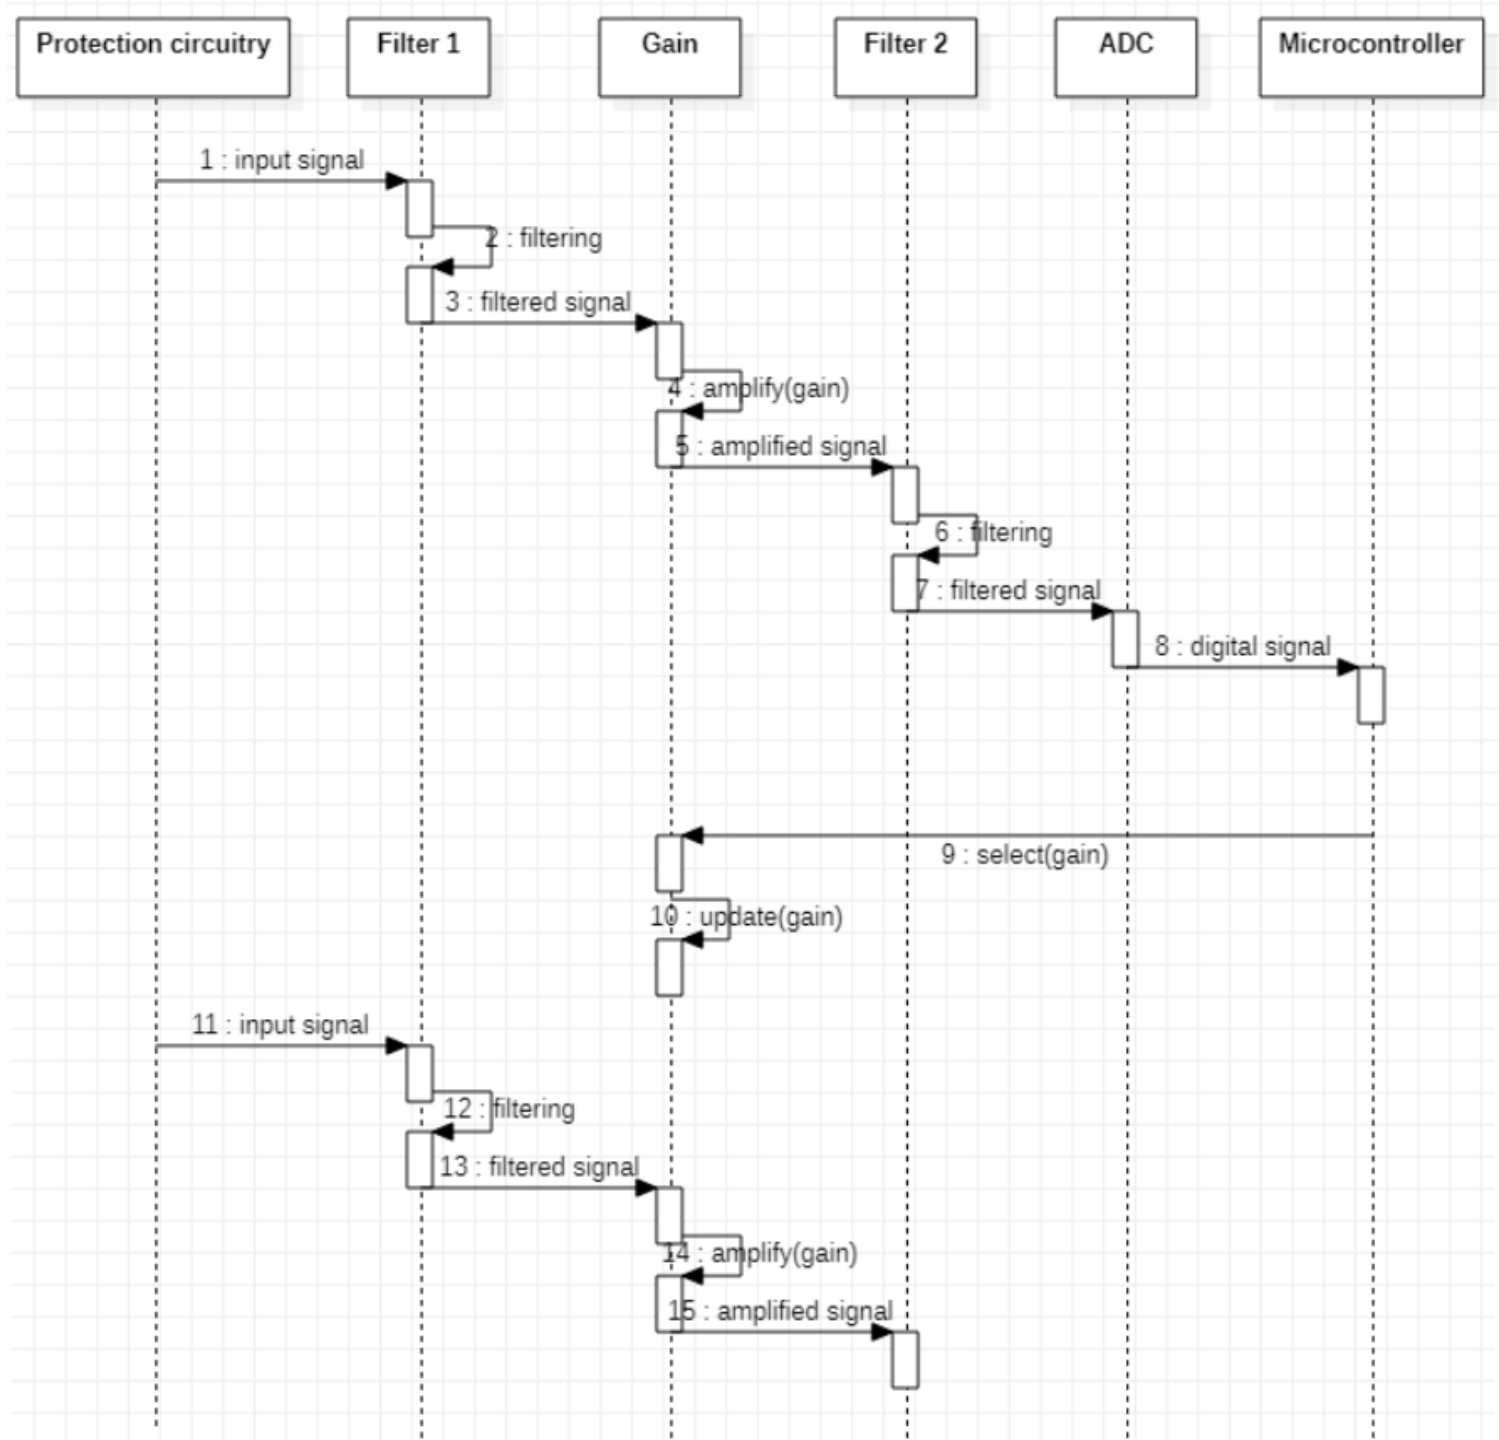 Protection circuitry
Filter 1
Gain
Filter 2
ADC
Microcontroller
1 : input signal
2 : filtering
3 : filtered signal
4 : amplify(gain)
5 : amplified signal
6 : filtering
7 : filtered signal
8 : digital signal
9 : select(gain)
10 : update(gain)
11 : input signal
12 : filtering
13 : filtered signal
14 : amplify(gain)
15 : amplified signal